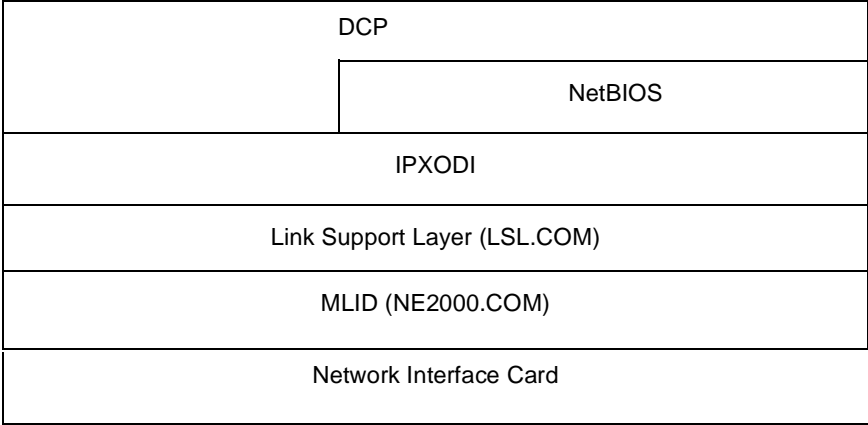 DCP
NetBIOS
IPXODI
Link Support Layer (LSL.COM)
MLID (NE2000.COM)
Network Interface Card